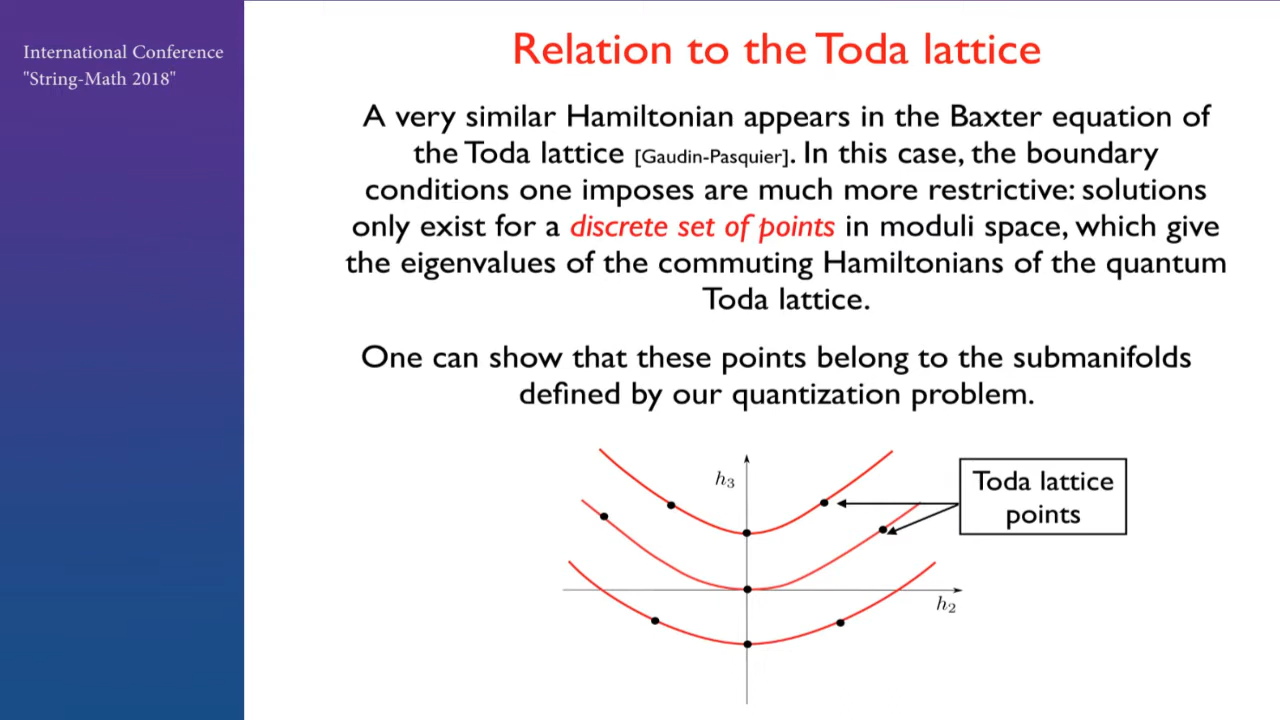 International Conference
"String-Math 2018"
Relation to the Toda lattice
A very similar Hamiltonian appears in the Baxter equation of
the Toda lattice [Gaudin-Pasquier]. In this case, the boundary
conditions one imposes are much more restrictive: solutions
only exist for a discrete set of points in moduli space, which give
the eigenvalues of the commuting Hamiltonians of the quantum
Toda lattice.
One can show that these points belong to the submanifolds
defined by our quantization problem.
h₃
Toda lattice
points
h₂